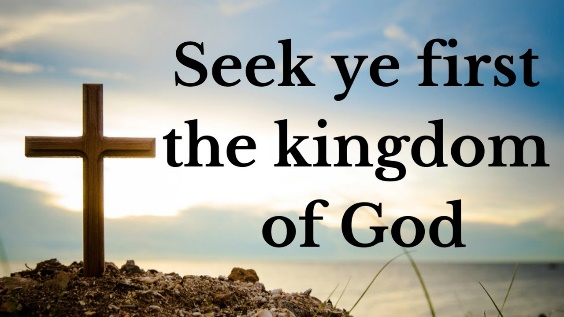 Seek ye first
the kingdom
of God